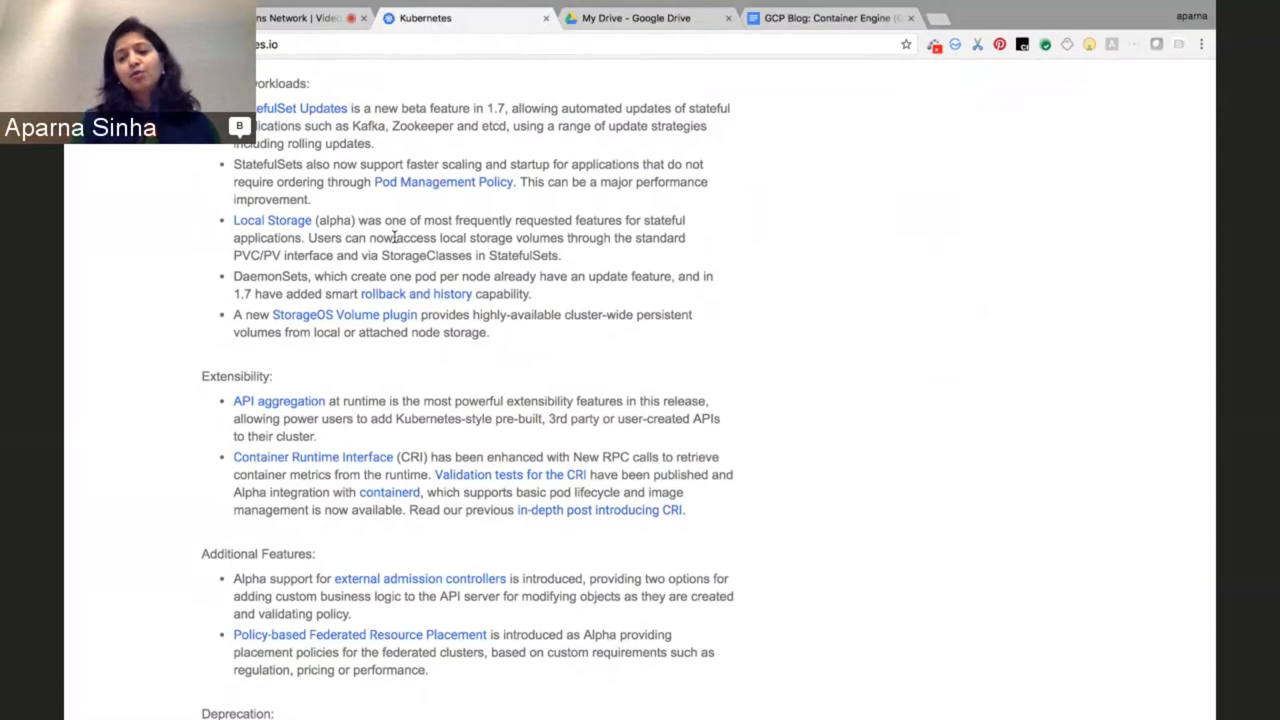 ns Network | Video
Kubernetes
My Drive - Google Drive
GCP Blog: Container Engine (G
aparna
es.io
Aparna Sinha
B
orkloads:
efulSet Updates is a new beta feature in 1.7, allowing automated updates of stateful
plications such as Kafka, Zookeeper and etcd, using a range of update strategies
including rolling updates.
• StatefulSets also now support faster scaling and startup for applications that do not
require ordering through Pod Management Policy. This can be a major performance
improvement.
• Local Storage (alpha) was one of most frequently requested features for stateful
applications. Users can now access local storage volumes through the standard
PVC/PV interface and via StorageClasses in StatefulSets.
• DaemonSets, which create one pod per node already have an update feature, and in
1.7 have added smart rollback and history capability.
• A new StorageOS Volume plugin provides highly-available cluster-wide persistent
volumes from local or attached node storage.
Extensibility:
• API aggregation at runtime is the most powerful extensibility features in this release,
allowing power users to add Kubernetes-style pre-built, 3rd party or user-created APIs
to their cluster.
• Container Runtime Interface (CRI) has been enhanced with New RPC calls to retrieve
container metrics from the runtime. Validation tests for the CRI have been published and
Alpha integration with containerd, which supports basic pod lifecycle and image
management is now available. Read our previous in-depth post introducing CRI.
Additional Features:
• Alpha support for external admission controllers is introduced, providing two options for
adding custom business logic to the API server for modifying objects as they are created
and validating policy.
• Policy-based Federated Resource Placement is introduced as Alpha providing
placement policies for the federated clusters, based on custom requirements such as
regulation, pricing or performance.
Deprecation: